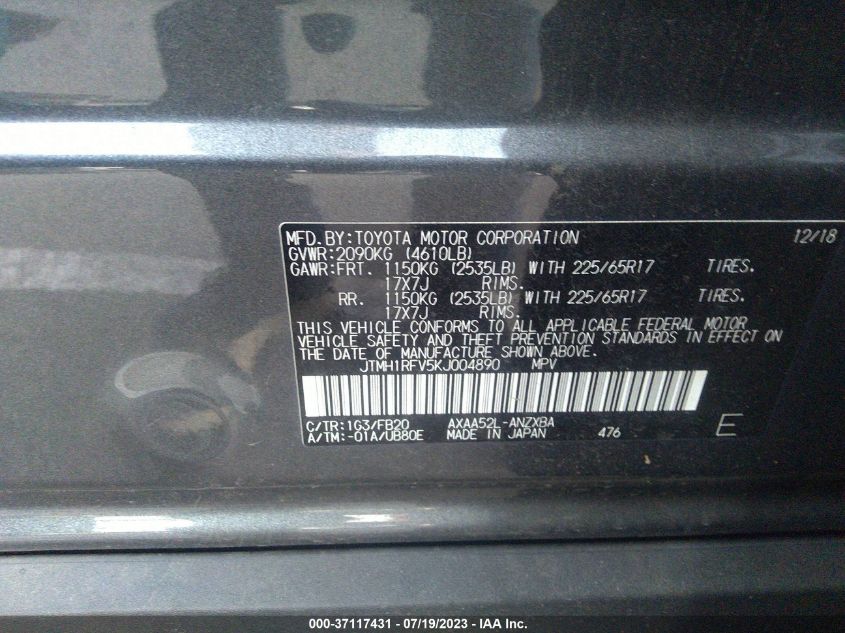 MFD.BY:TOYOTA MOTOR CORPORATION 12/18
GVWR:2090KG (4610LB)
GAWR:FRT. 1150KG (2535LB) WITH 225/65R17 TIRES.
17X7J RIMS.
RR. 1150KG (2535LB) WITH 225/65R17 TIRES.
17X7J RIMS.
THIS VEHICLE CONFORMS TO ALL APPLICABLE FEDERAL MOTOR
VEHICLE SAFETY AND THEFT PREVENTION STANDARDS IN EFFECT ON
THE DATE OF MANUFACTURE SHOWN ABOVE.
JTMH1RFV5KJ004890 MPV
C/TR:1G3/FB20 AXAA52L-ANZXBA
A/TM:-01A/UB80E MADE IN JAPAN 476 E
000-37117431 - 07/19/2023 - IAA Inc.